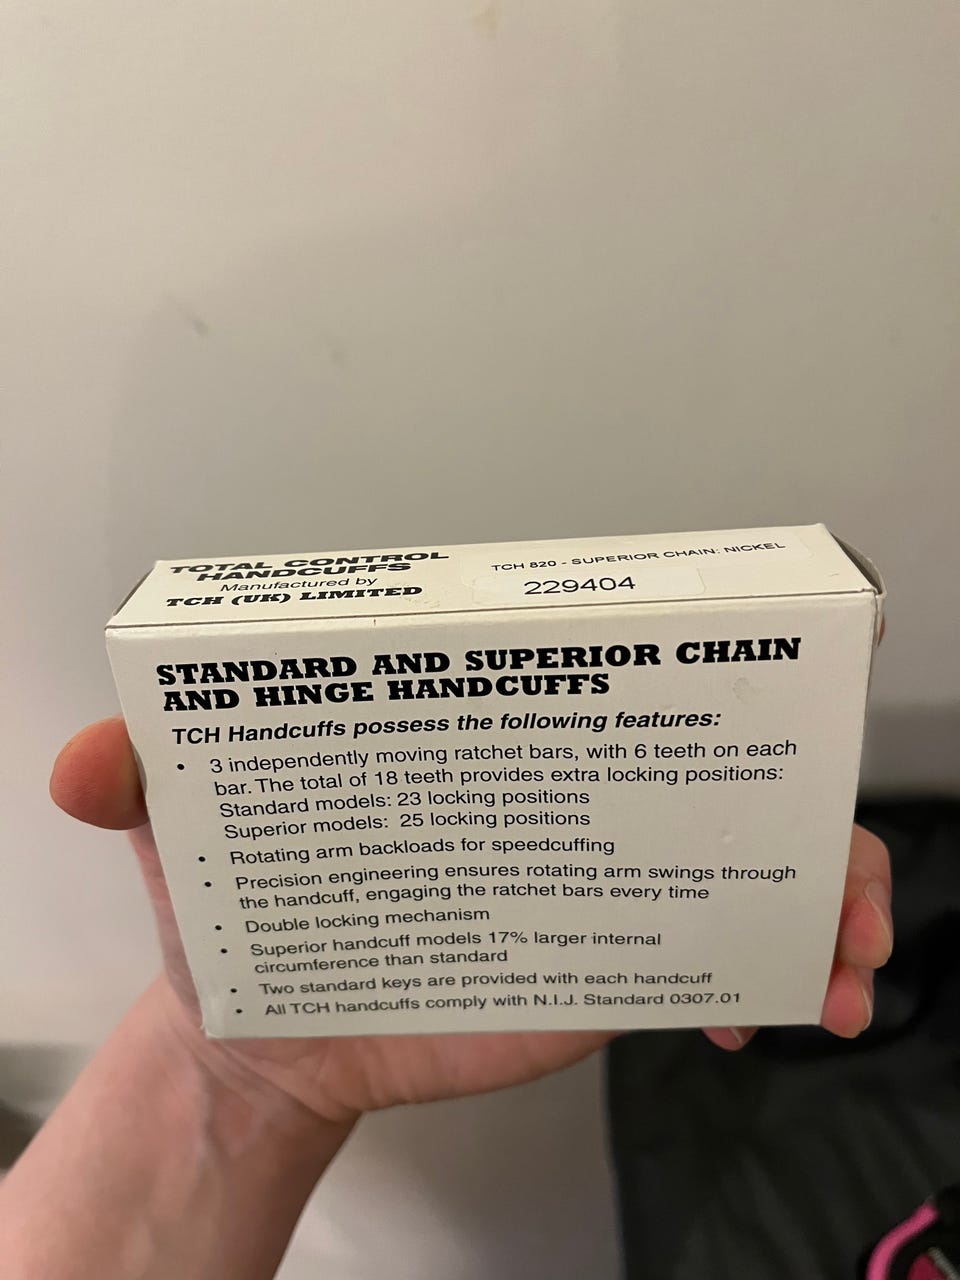 TOTAL CONTROL
HANDCUFFS
Manufactured by
TCH (UK) LIMITED
TCH 820 - SUPERIOR CHAIN: NICKEL
229404
STANDARD AND SUPERIOR CHAIN
AND HINGE HANDCUFFS
TCH Handcuffs possess the following features:
• 3 independently moving ratchet bars, with 6 teeth on each
bar. The total of 18 teeth provides extra locking positions:
Standard models: 23 locking positions
Superior models: 25 locking positions
• Rotating arm backloads for speedcuffing
• Precision engineering ensures rotating arm swings through
the handcuff, engaging the ratchet bars every time
• Double locking mechanism
• Superior handcuff models 17% larger internal
circumference than standard
• Two standard keys are provided with each handcuff
• All TCH handcuffs comply with N.I.J. Standard 0307.01